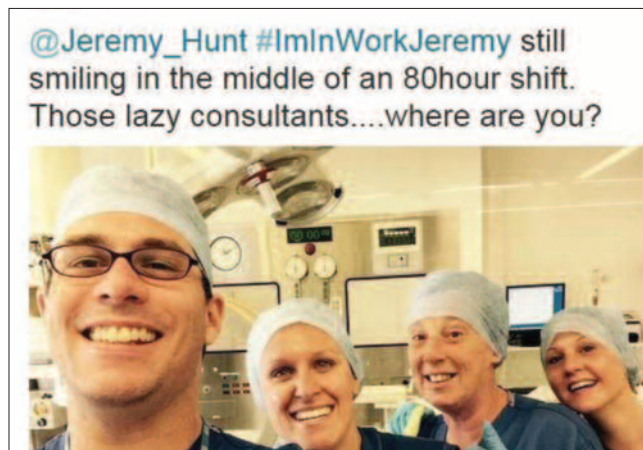 @Jeremy_Hunt #ImInWorkJeremy still
smiling in the middle of an 80hour shift.
Those lazy consultants....where are you?